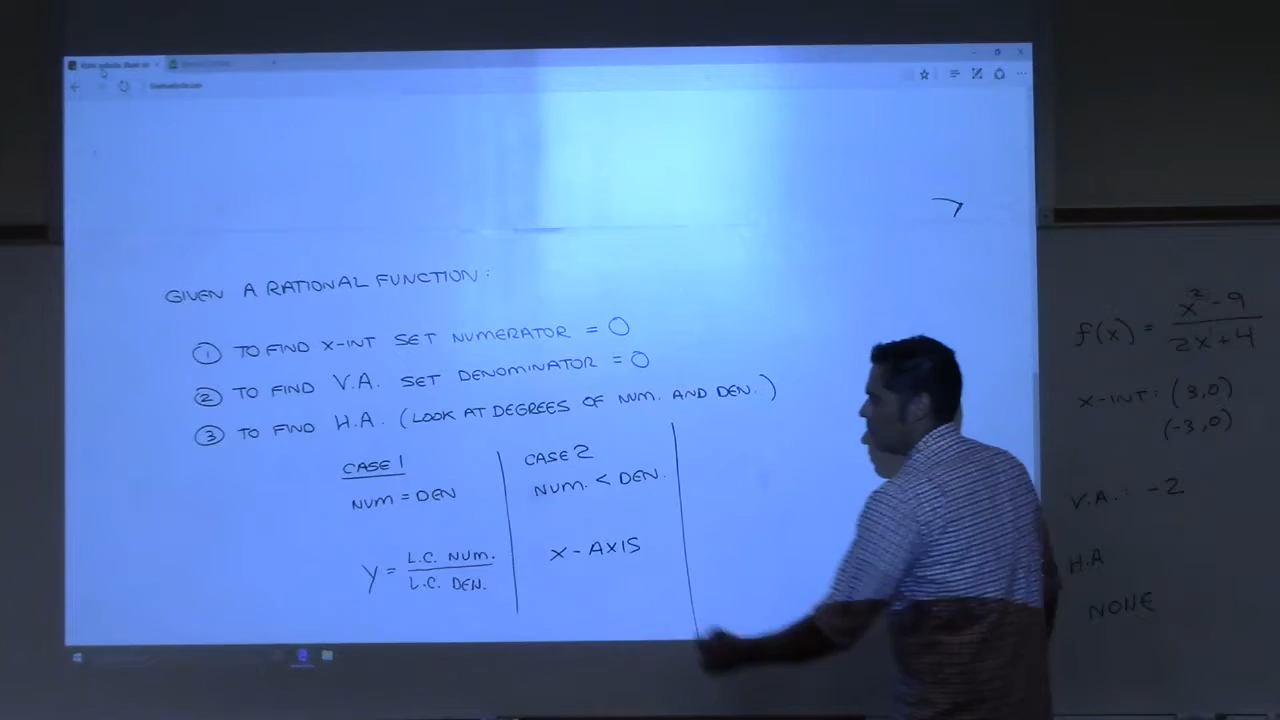 GIVEN A RATIONAL FUNCTION:
① TO FIND X-INT SET NUMERATOR = 0
② TO FIND V.A. SET DENOMINATOR = 0
③ TO FIND H.A. (LOOK AT DEGREES OF NUM. AND DEN.)
CASE 1
NUM = DEN
y = L.C. NUM. / L.C. DEN.
CASE 2
NUM. < DEN.
X-AXIS
f(x) = x²-9 / 2x¹+4
X-INT: (3,0)
(-3,0)
V.A.: -2
H.A
NONE